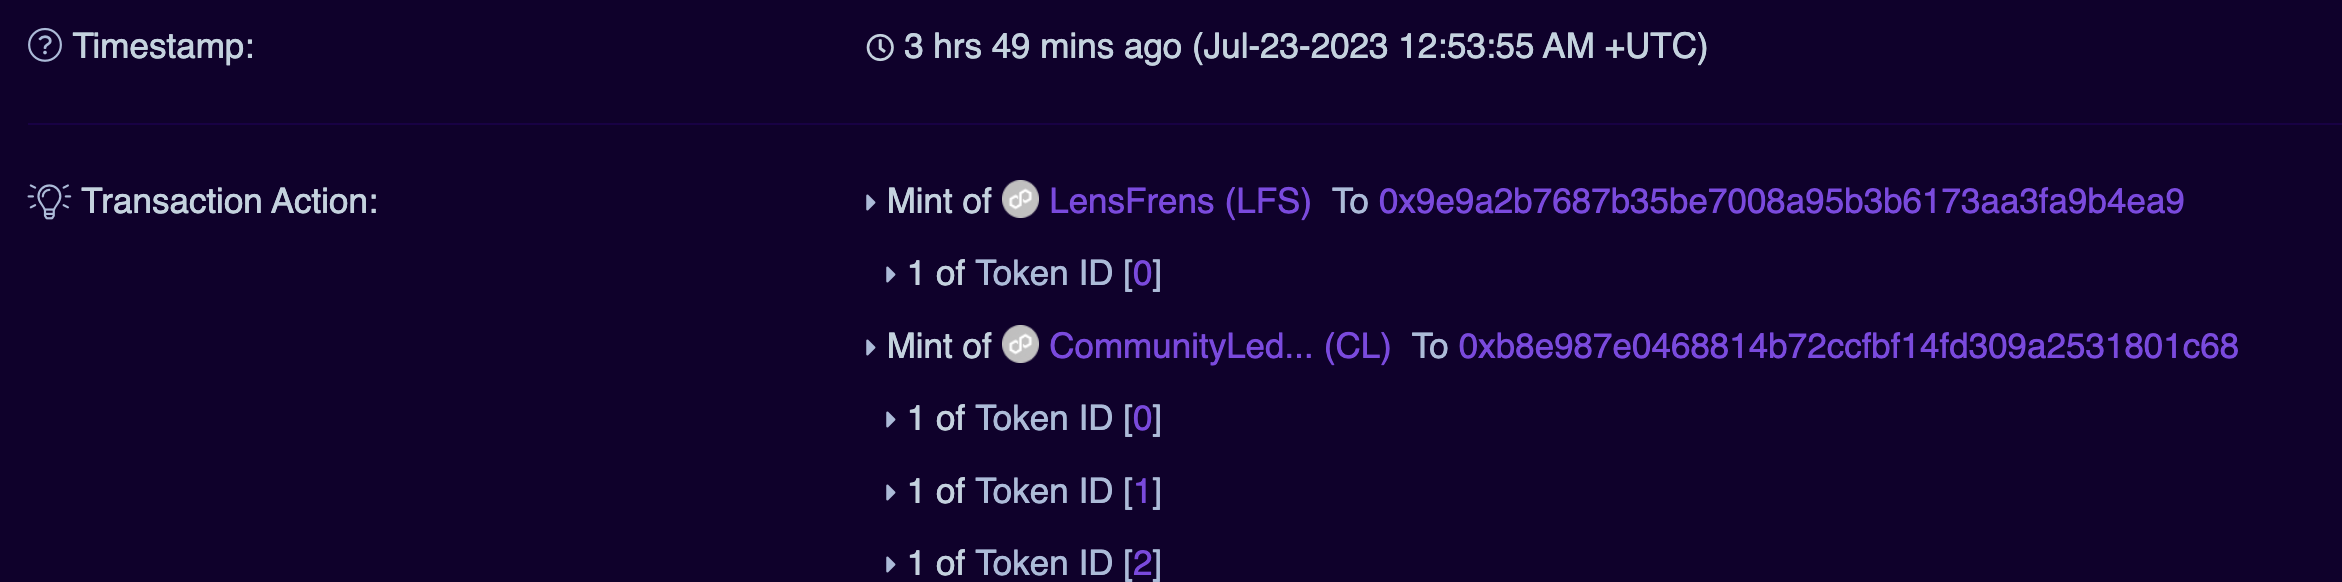 Timestamp: 3 hrs 49 mins ago (Jul-23-2023 12:53:55 AM +UTC)
Transaction Action: Mint of LensFrens (LFS) To 0x9e9a2b7687b35be7008a95b3b6173aa3fa9b4ea9
1 of Token ID [0]
Mint of CommunityLed... (CL) To 0xb8e987e0468814b72ccfbf14fd309a2531801c68
1 of Token ID [0]
1 of Token ID [1]
1 of Token ID [2]